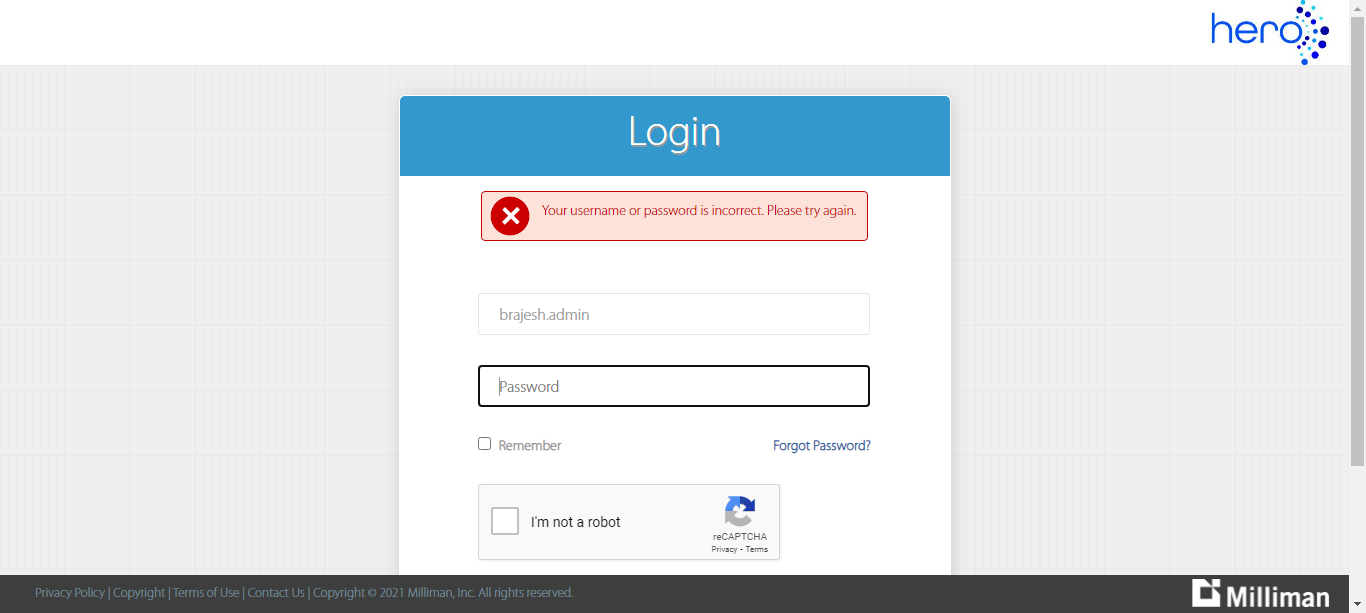 hero
Login
Your username or password is incorrect. Please try again.
brajesh.admin
Password
Remember Forgot Password?
I'm not a robot
reCAPTCHA
Privacy - Terms
Privacy Policy | Copyright | Terms of Use | Contact Us | Copyright © 2021 Milliman, Inc. All rights reserved.
Milliman